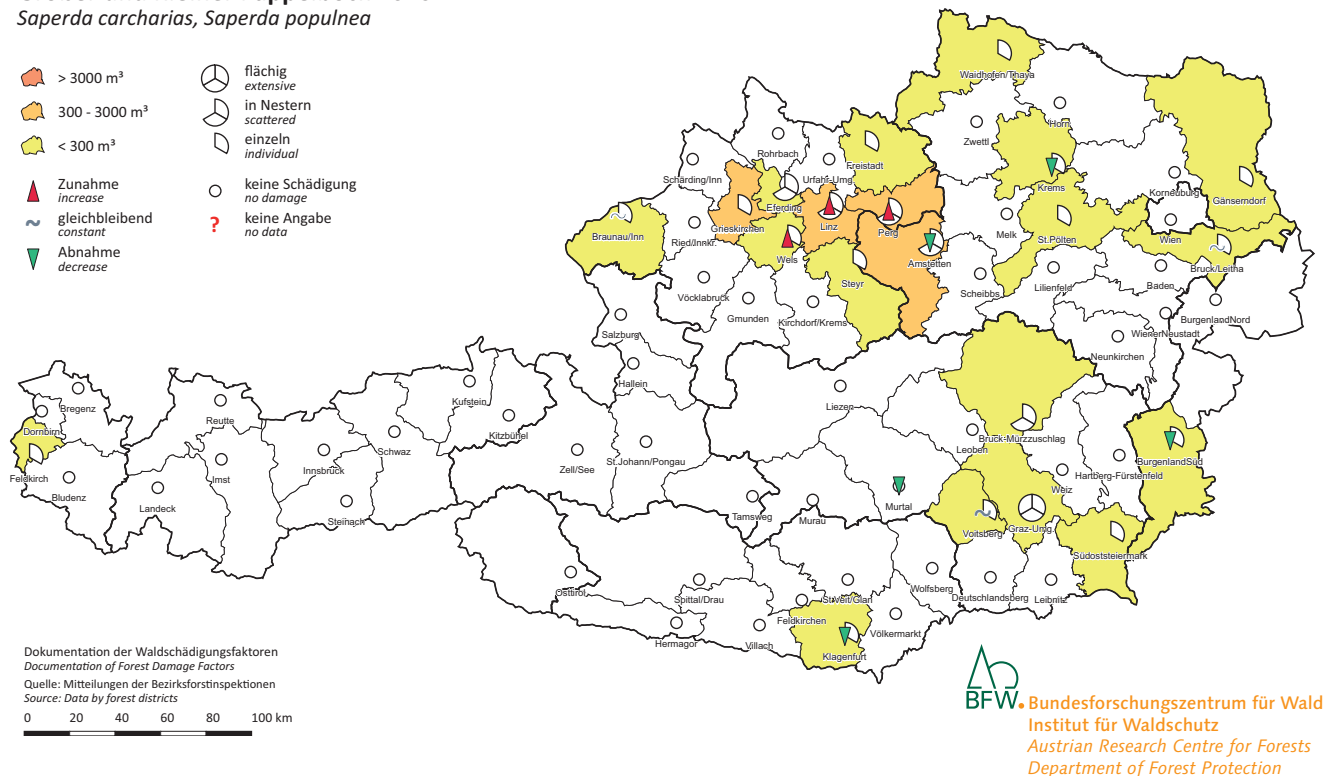 Saperda carcharias, Saperda populnea
> 3000 m³
300 - 3000 m³
< 300 m³
Zunahme
increase
gleichbleibend
constant
Abnahme
decrease
flächig
extensive
in Nestern
scattered
einzeln
individual
keine Schädigung
no damage
?
keine Angabe
no data
Waidhofen/Thaya
Horn
Zwettl
Rohrbach
Freistadt
Schärding/Inn
Urfahr-Umg.
Krems
Korneuburg
Gänserndorf
Eferding
Grieskirchen
Linz
Perg
Braunau/Inn
Ried/Innkr.
Melk
St.Pölten
Wien
Wels
Amstetten
Bruck/Leitha
Steyr
Scheibbs
Lilienfeld
Baden
Vöcklabruck
Gmunden
Kirchdorf/Krems
BurgenlandNord
Salzburg
WienerNeustadt
Neunkirchen
Hallein
Kufstein
Liezen
Bregenz
Reutte
Dornbirn
Kitzbühel
Bruck-Mürzzuschlag
Leoben
Schwaz
Innsbruck
Zell/See
St.Johann/Pongau
BurgenlandSüd
Hartberg-Fürstenfeld
Feldkirch
Imst
Bludenz
Weiz
Landeck
Steinach
Tamsweg
Murau
Murtal
Voitsberg
Graz-Umg.
Südoststeiermark
Osttirol
Spittal/Drau
St.Veit/Glan
Wolfsberg
Deutschlandsberg
Leibnitz
Feldkirchen
Völkermarkt
Hermagor
Villach
Klagenfurt
Dokumentation der Waldschädigungsfaktoren
Documentation of Forest Damage Factors
Quelle: Mitteilungen der Bezirksforstinspektionen
Source: Data by forest districts
0 20 40 60 80 100 km
BFW
Bundesforschungszentrum für Wald
Institut für Waldschutz
Austrian Research Centre for Forests
Department of Forest Protection